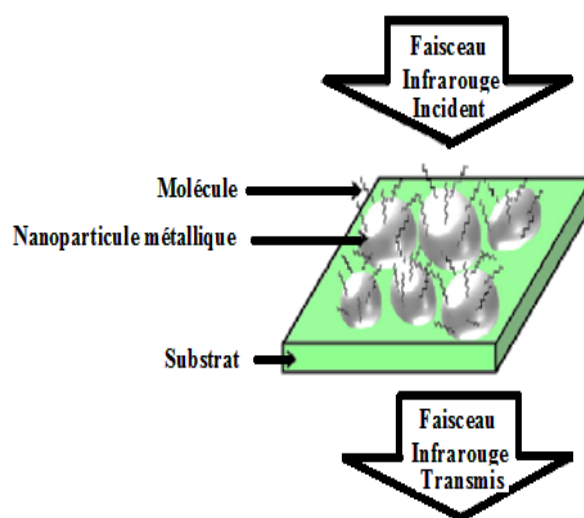 Faisceau
Infrarouge
Incident
Molécule
Nanoparticule métallique
Substrat
Faisceau
Infrarouge
Transmis